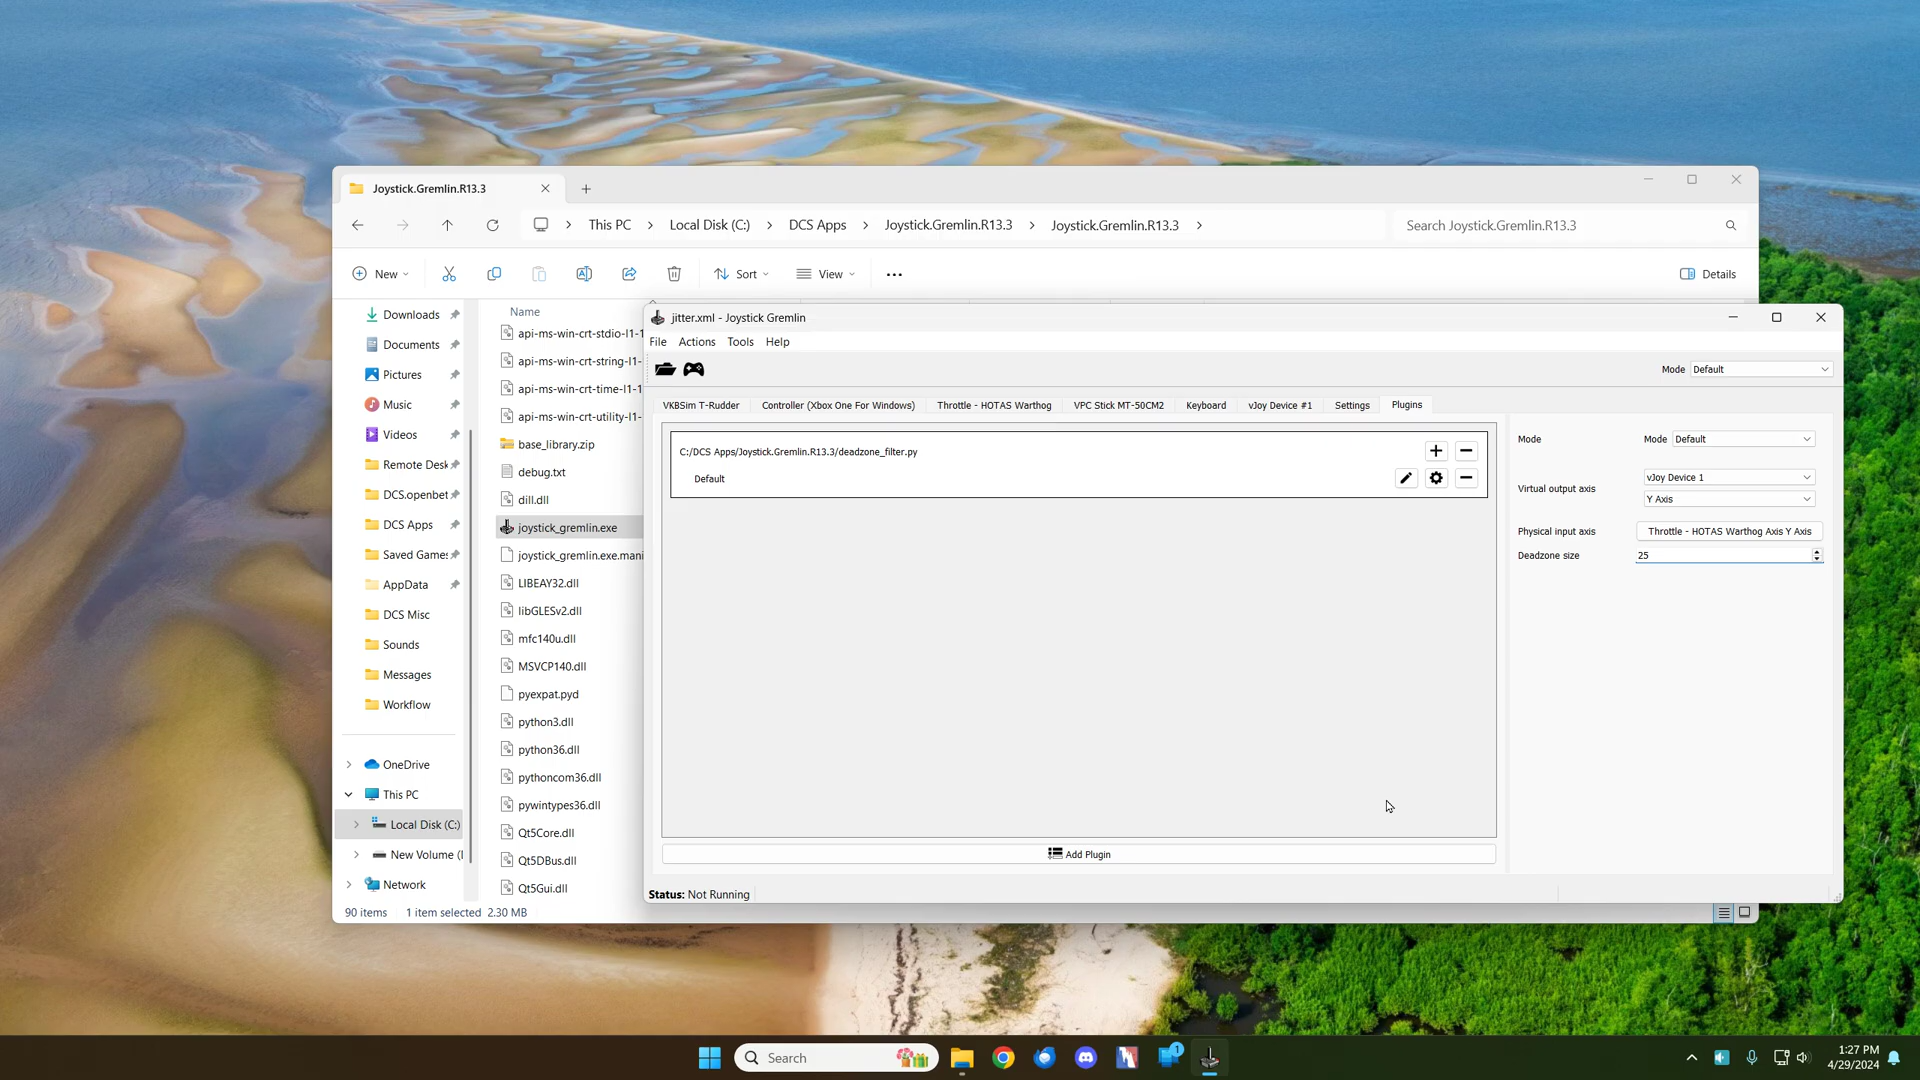 Joystick.Gremlin.R13.3
This PC
Local Disk (C:)
DCS Apps
Joystick.Gremlin.R13.3
Joystick.Gremlin.R13.3
Search Joystick.Gremlin.R13.3
New
Sort
View
Details
Downloads
Documents
Pictures
Music
Videos
Remote Desk
DCS.openbet
DCS Apps
Saved Games
AppData
DCS Misc
Sounds
Messages
Workflow
OneDrive
This PC
Local Disk (C:)
New Volume (
Network
Name
api-ms-win-crt-stdio-l1-1
api-ms-win-crt-string-l1-
api-ms-win-crt-time-l1-1
api-ms-win-crt-utility-l1-
base_library.zip
debug.txt
dill.dll
joystick_gremlin.exe
joystick_gremlin.exe.mani
LIBEAY32.dll
libGLESv2.dll
mfc140u.dll
MSVCP140.dll
pyexpat.pyd
python3.dll
python36.dll
pythoncom36.dll
pywintypes36.dll
Qt5Core.dll
Qt5DBus.dll
Qt5Gui.dll
90 items 1 item selected 2.30 MB
jitter.xml - Joystick Gremlin
File Actions Tools Help
Mode Default
VKBSim T-Rudder Controller (Xbox One For Windows) Throttle - HOTAS Warthog VPC Stick MT-50CM2 Keyboard vJoy Device #1 Settings Plugins
C:/DCS Apps/Joystick.Gremlin.R13.3/deadzone_filter.py
Default
Mode Mode Default
Virtual output axis
vJoy Device 1
Y Axis
Physical input axis Throttle - HOTAS Warthog Axis Y Axis
Deadzone size 25
Add Plugin
Status: Not Running
Search
1
1:27 PM
4/29/2024